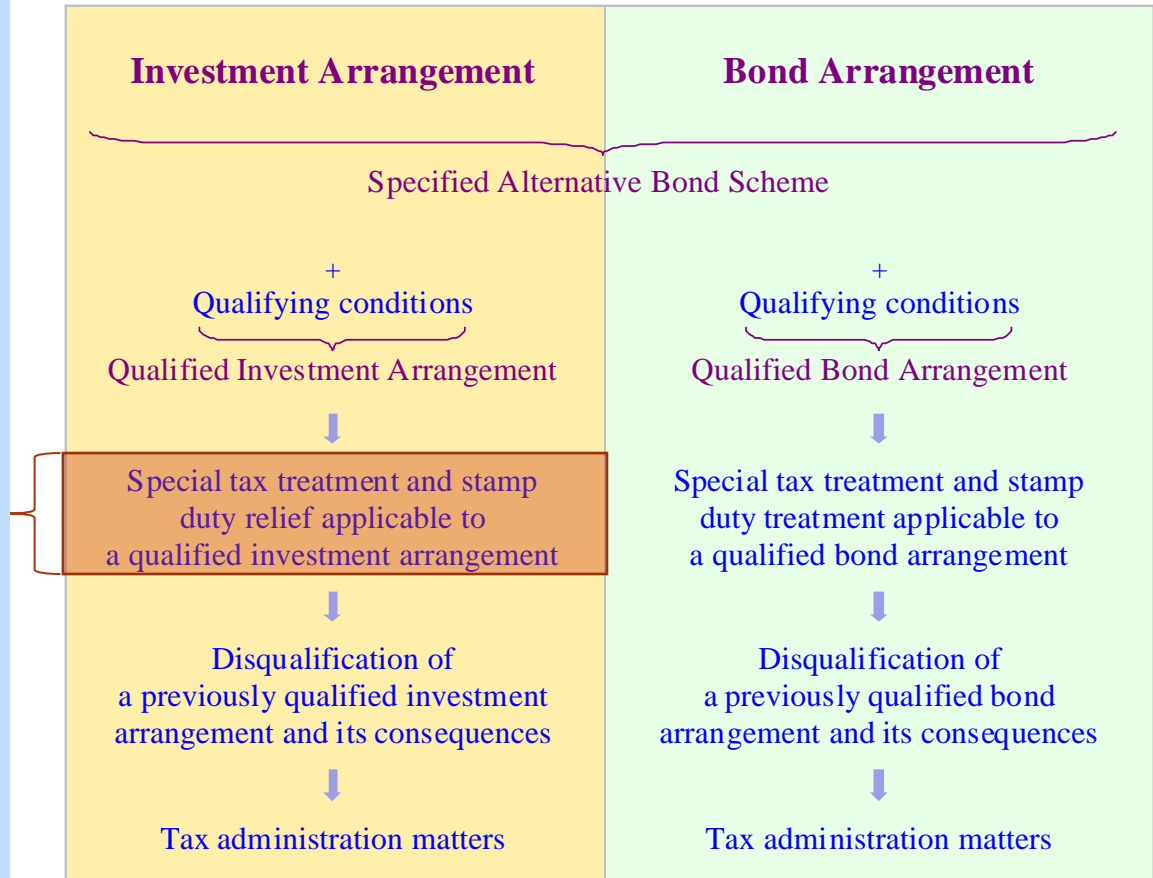 Investment Arrangement
Bond Arrangement
Specified Alternative Bond Scheme
+
Qualifying conditions
Qualified Investment Arrangement
Special tax treatment and stamp
duty relief applicable to
a qualified investment arrangement
Disqualification of
a previously qualified investment
arrangement and its consequences
Tax administration matters
+
Qualifying conditions
Qualified Bond Arrangement
Special tax treatment and stamp
duty treatment applicable to
a qualified bond arrangement
Disqualification of
a previously qualified bond
arrangement and its consequences
Tax administration matters